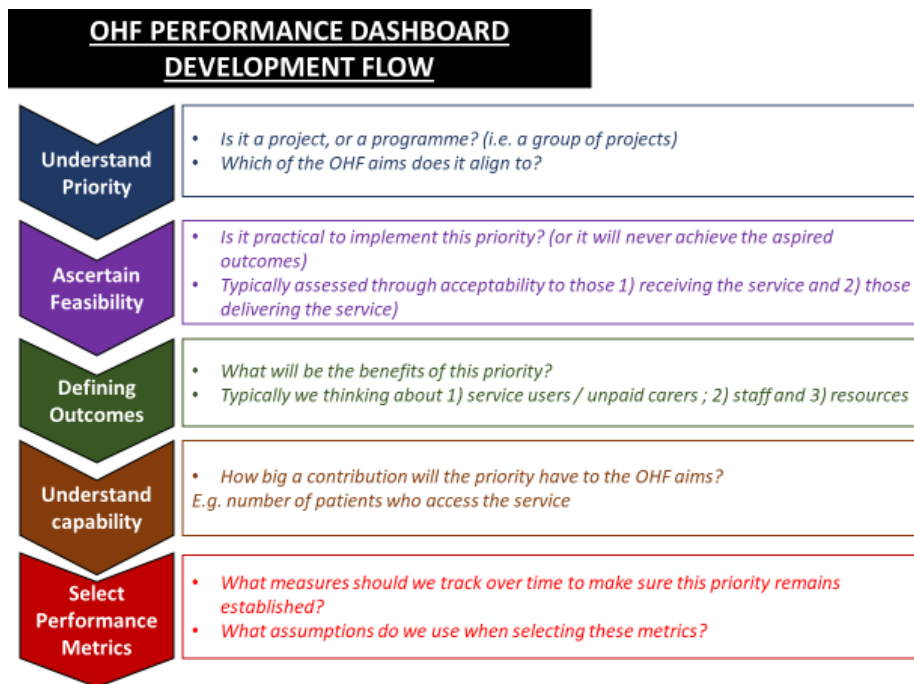 OHF PERFORMANCE DASHBOARD
DEVELOPMENT FLOW
Understand
Priority
• Is it a project, or a programme? (i.e. a group of projects)
• Which of the OHF aims does it align to?
Ascertain
Feasibility
• Is it practical to implement this priority? (or it will never achieve the aspired
outcomes)
• Typically assessed through acceptability to those 1) receiving the service and 2) those
delivering the service)
Defining
Outcomes
• What will be the benefits of this priority?
• Typically we thinking about 1) service users / unpaid carers ; 2) staff and 3) resources
Understand
capability
• How big a contribution will the priority have to the OHF aims?
E.g. number of patients who access the service
Select
Performance
Metrics
• What measures should we track over time to make sure this priority remains
established?
• What assumptions do we use when selecting these metrics?